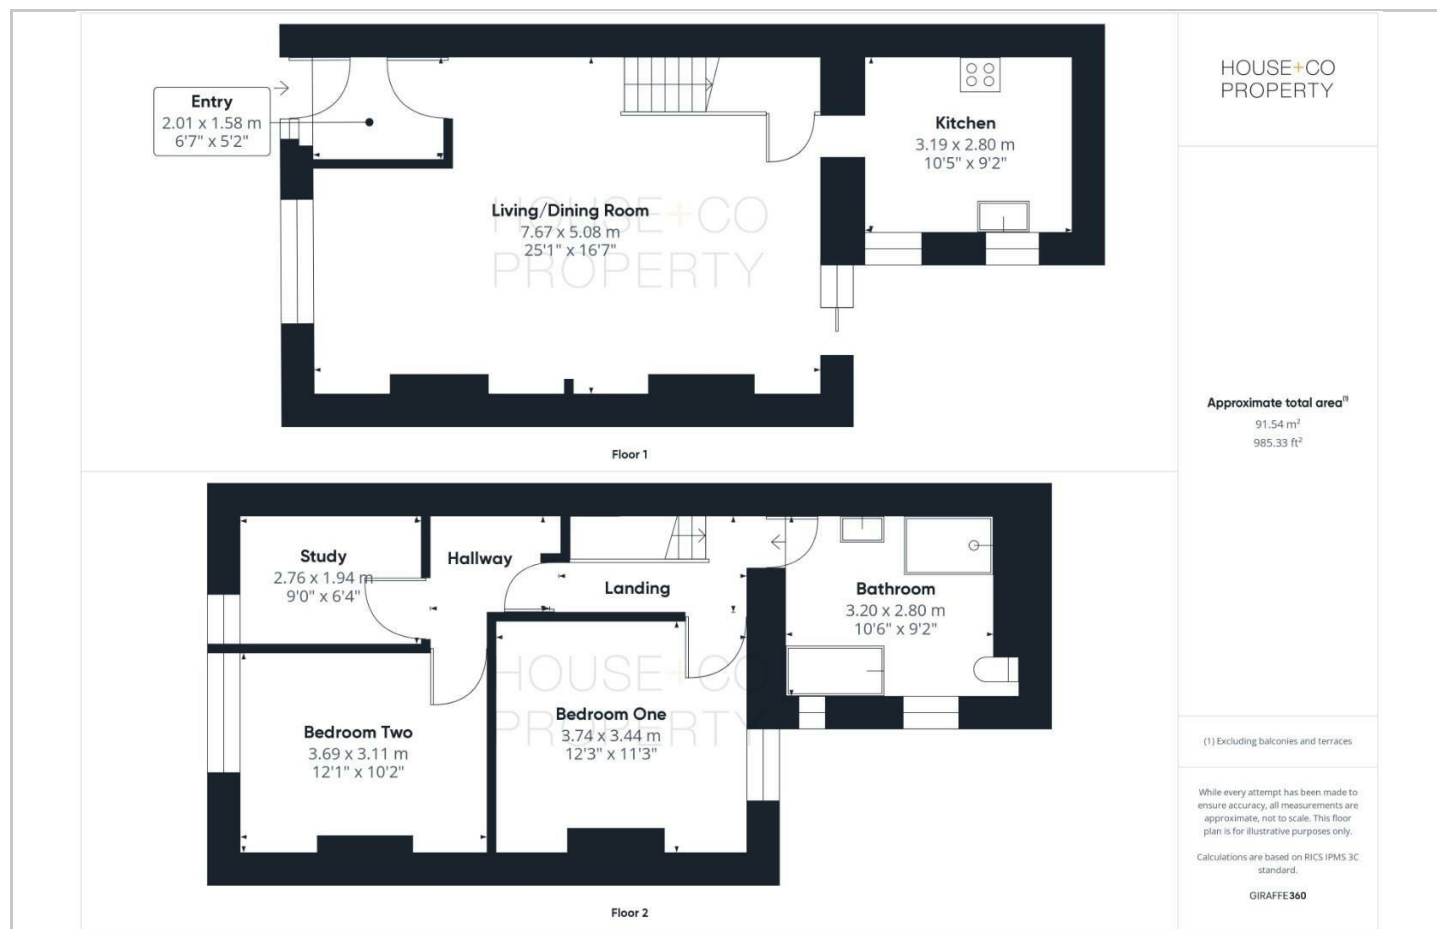 Entry
2.01 x 1.58 m
6'7" x 5'2"
Kitchen
3.19 x 2.80 m
10'5" x 9'2"
Living/Dining Room
7.67 x 5.08 m
25'1" x 16'7"
HOUSE+CO
PROPERTY
Floor 1
Study
2.76 x 1.94 m
9'0" x 6'4"
Hallway
Landing
Bathroom
3.20 x 2.80 m
10'6" x 9'2"
Bedroom Two
3.69 x 3.11 m
12'1" x 10'2"
Bedroom One
3.74 x 3.44 m
12'3" x 11'3"
HOUSE+CO
PROPERTY
Floor 2
HOUSE+CO
PROPERTY
Approximate total area(1)
91.54 m²
985.33 ft²
(1) Excluding balconies and terraces
While every attempt has been made to
ensure accuracy, all measurements are
approximate, not to scale. This floor
plan is for illustrative purposes only.
Calculations are based on RICS IPMS 3C
standard.
GIRAFFE360